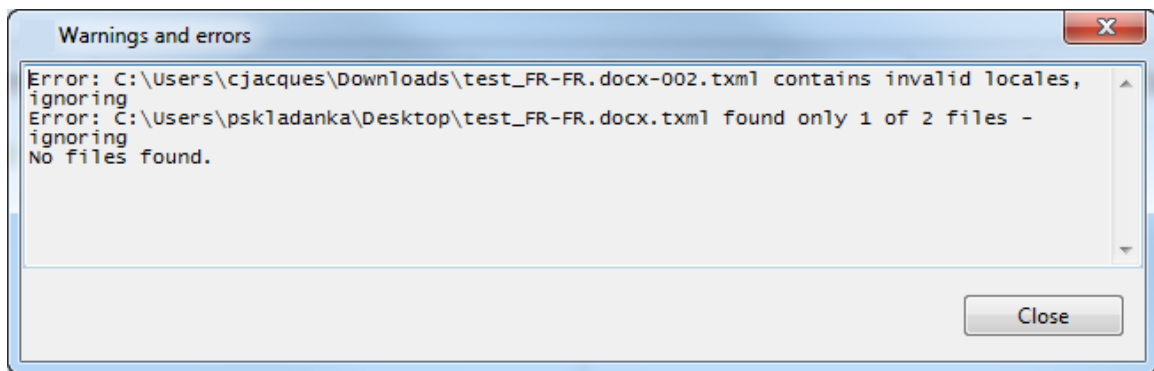 Warnings and errors
Error: C:\Users\cjacques\Downloads\test_FR-FR.docx-002.txml contains invalid locales,
ignoring
Error: C:\Users\pskladanka\Desktop\test_FR-FR.docx.txml found only 1 of 2 files -
ignoring
No files found.
Close